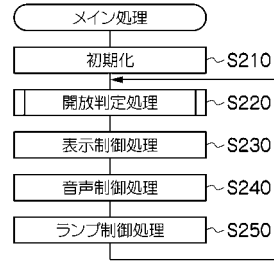 メイン処理
初期化 S210
開放判定処理 S220
表示制御処理 S230
音声制御処理 S240
ランプ制御処理 S250